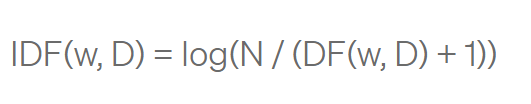 IDF(w, D) = log(N / (DF(w, D) + 1))